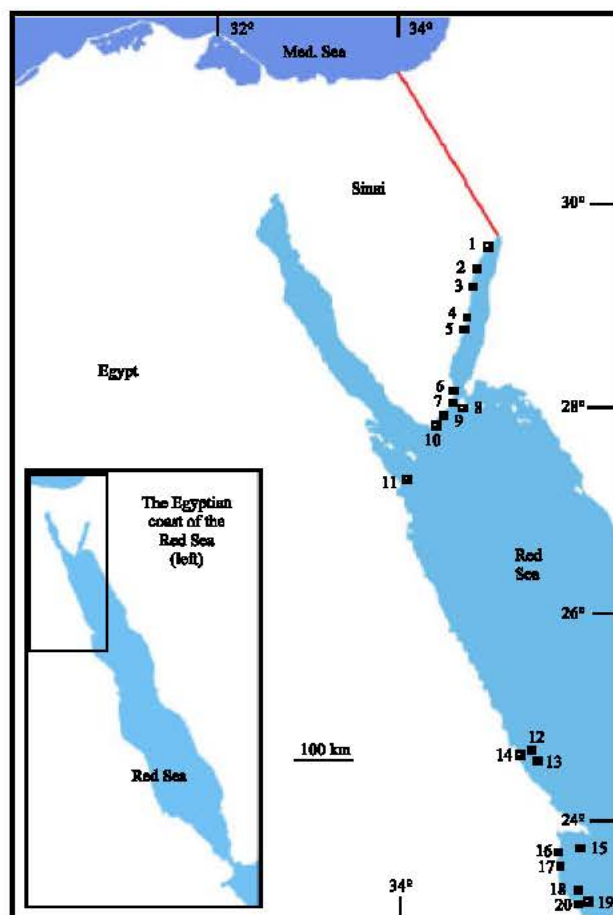 32º
34º
Med. Sea
Sinai
30º
1
2
3
4
5
Egypt
6
7
8
28º
9
10
11
The Egyptian
coast of the
Red Sea
(left)
Red
Sea
26º
12
100 km
14
13
Red Sea
24º
15
16
17
18
34º
20
19